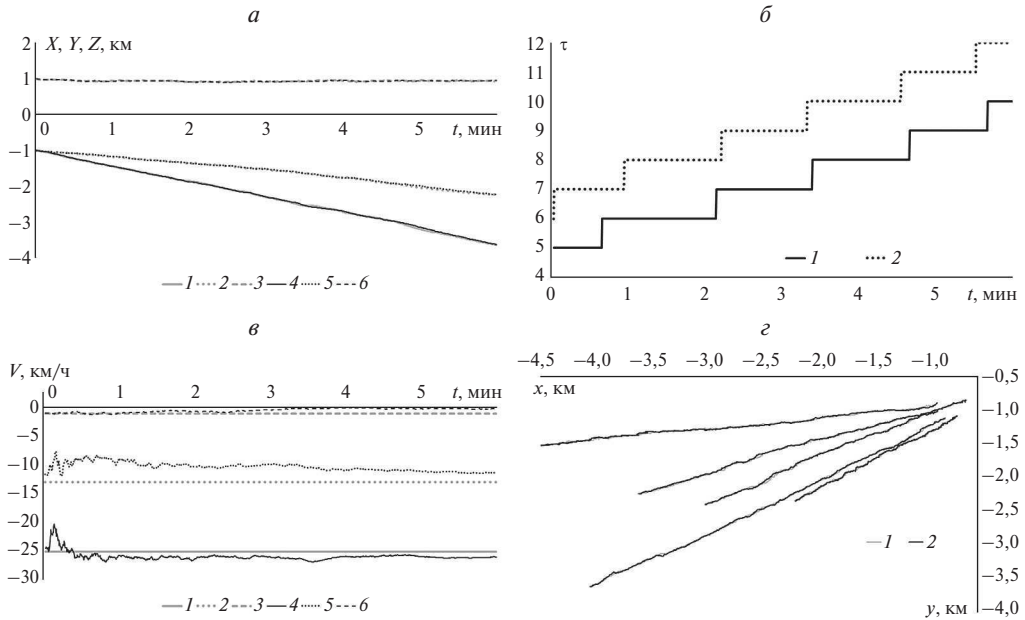 а
X, Y, Z, км
2
1
0
−1
−2
−3
−4
0 1 2 3 4 5
t, мин
1 2 3 4 5 6
б
τ
12
11
10
9
8
7
6
5
4
0 1 2 3 4 5 t, мин
1 2
в
V, км/ч
0 1 2 3 4 5 t, мин
0
−5
−10
−15
−20
−25
−30
1 2 3 4 5 6
г
−4,5 −4,0 −3,5 −3,0 −2,5 −2,0 −1,5 −1,0
x, км
−0,5
−1,0
−1,5
−2,0
−2,5
−3,0
−3,5
−4,0
1 2
y, км